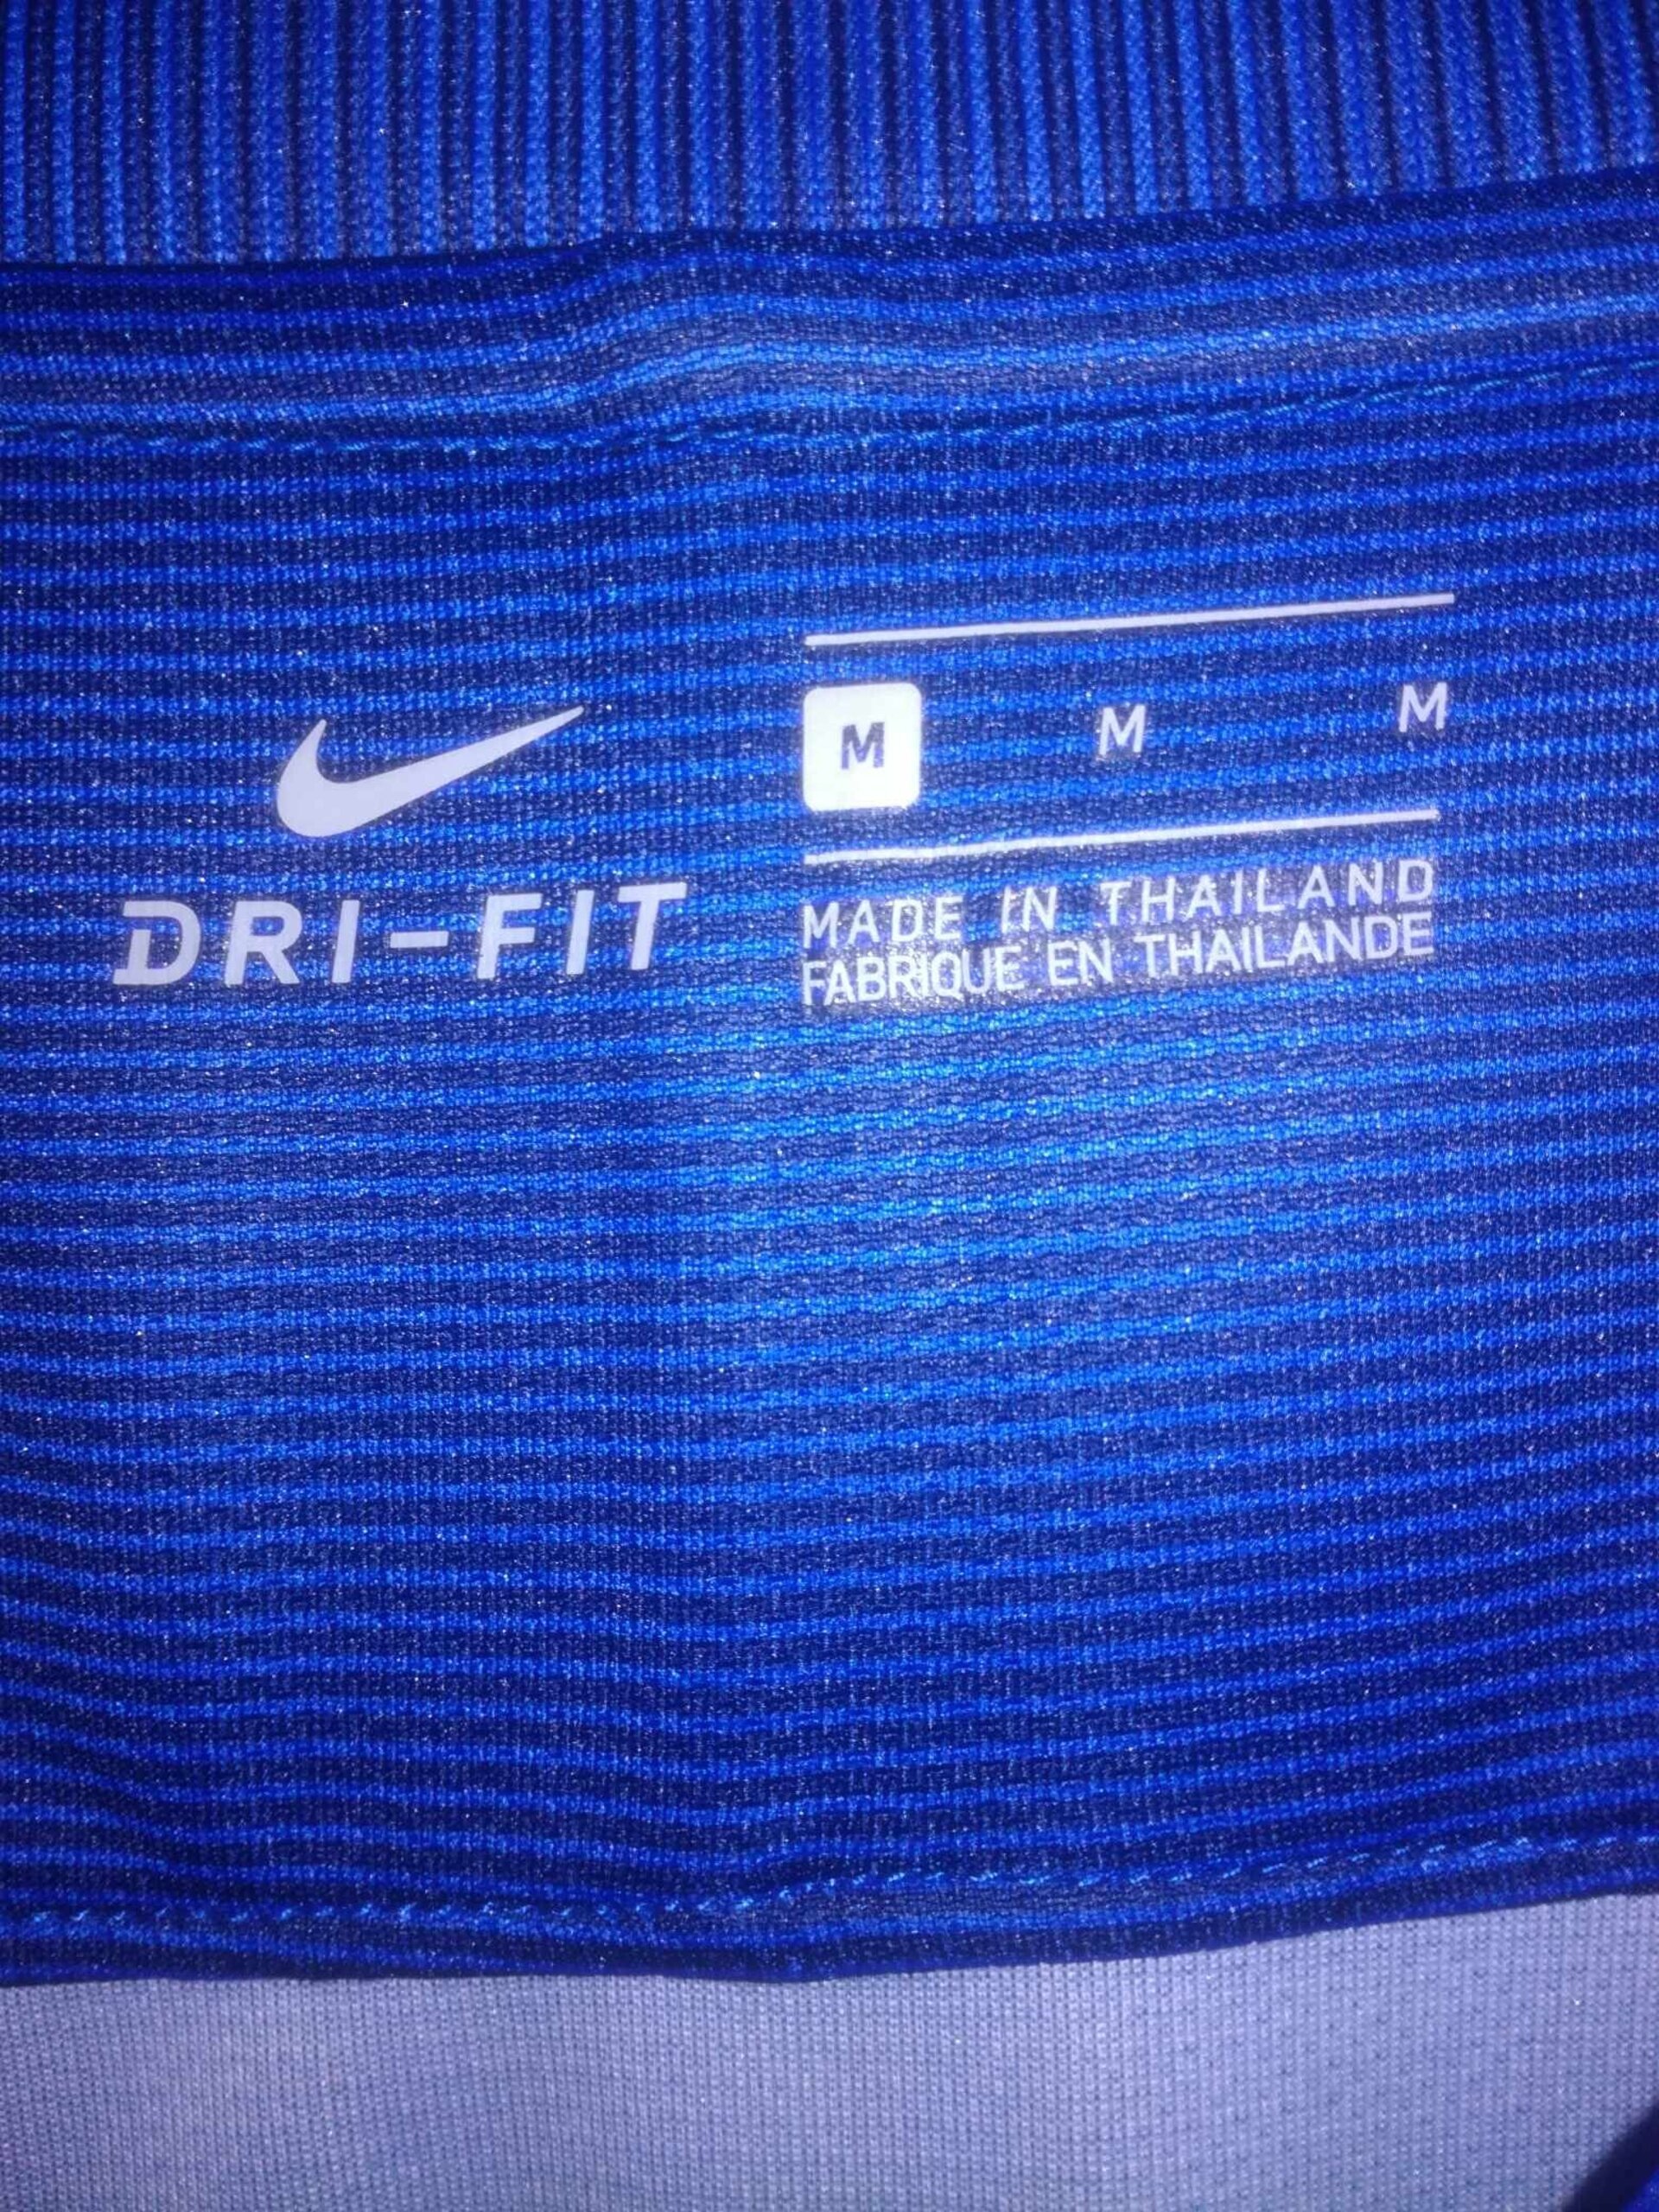 DRI-FIT
M M M
MADE IN THAILAND
FABRIQUE EN THAILANDE